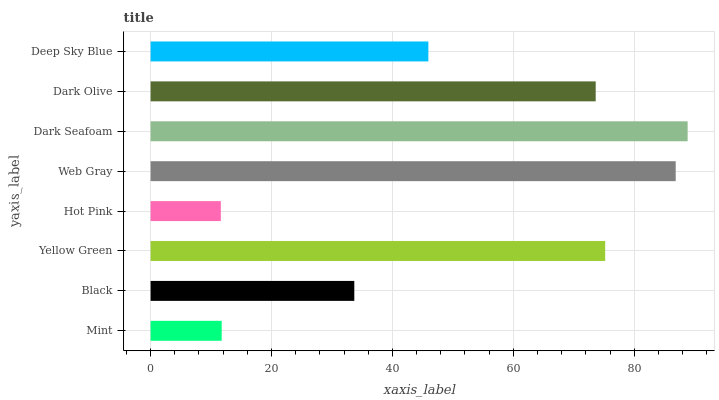 title
yaxis_label
Deep Sky Blue
Dark Olive
Dark Seafoam
Web Gray
Hot Pink
Yellow Green
Black
Mint
0 20 40 60 80
xaxis_label